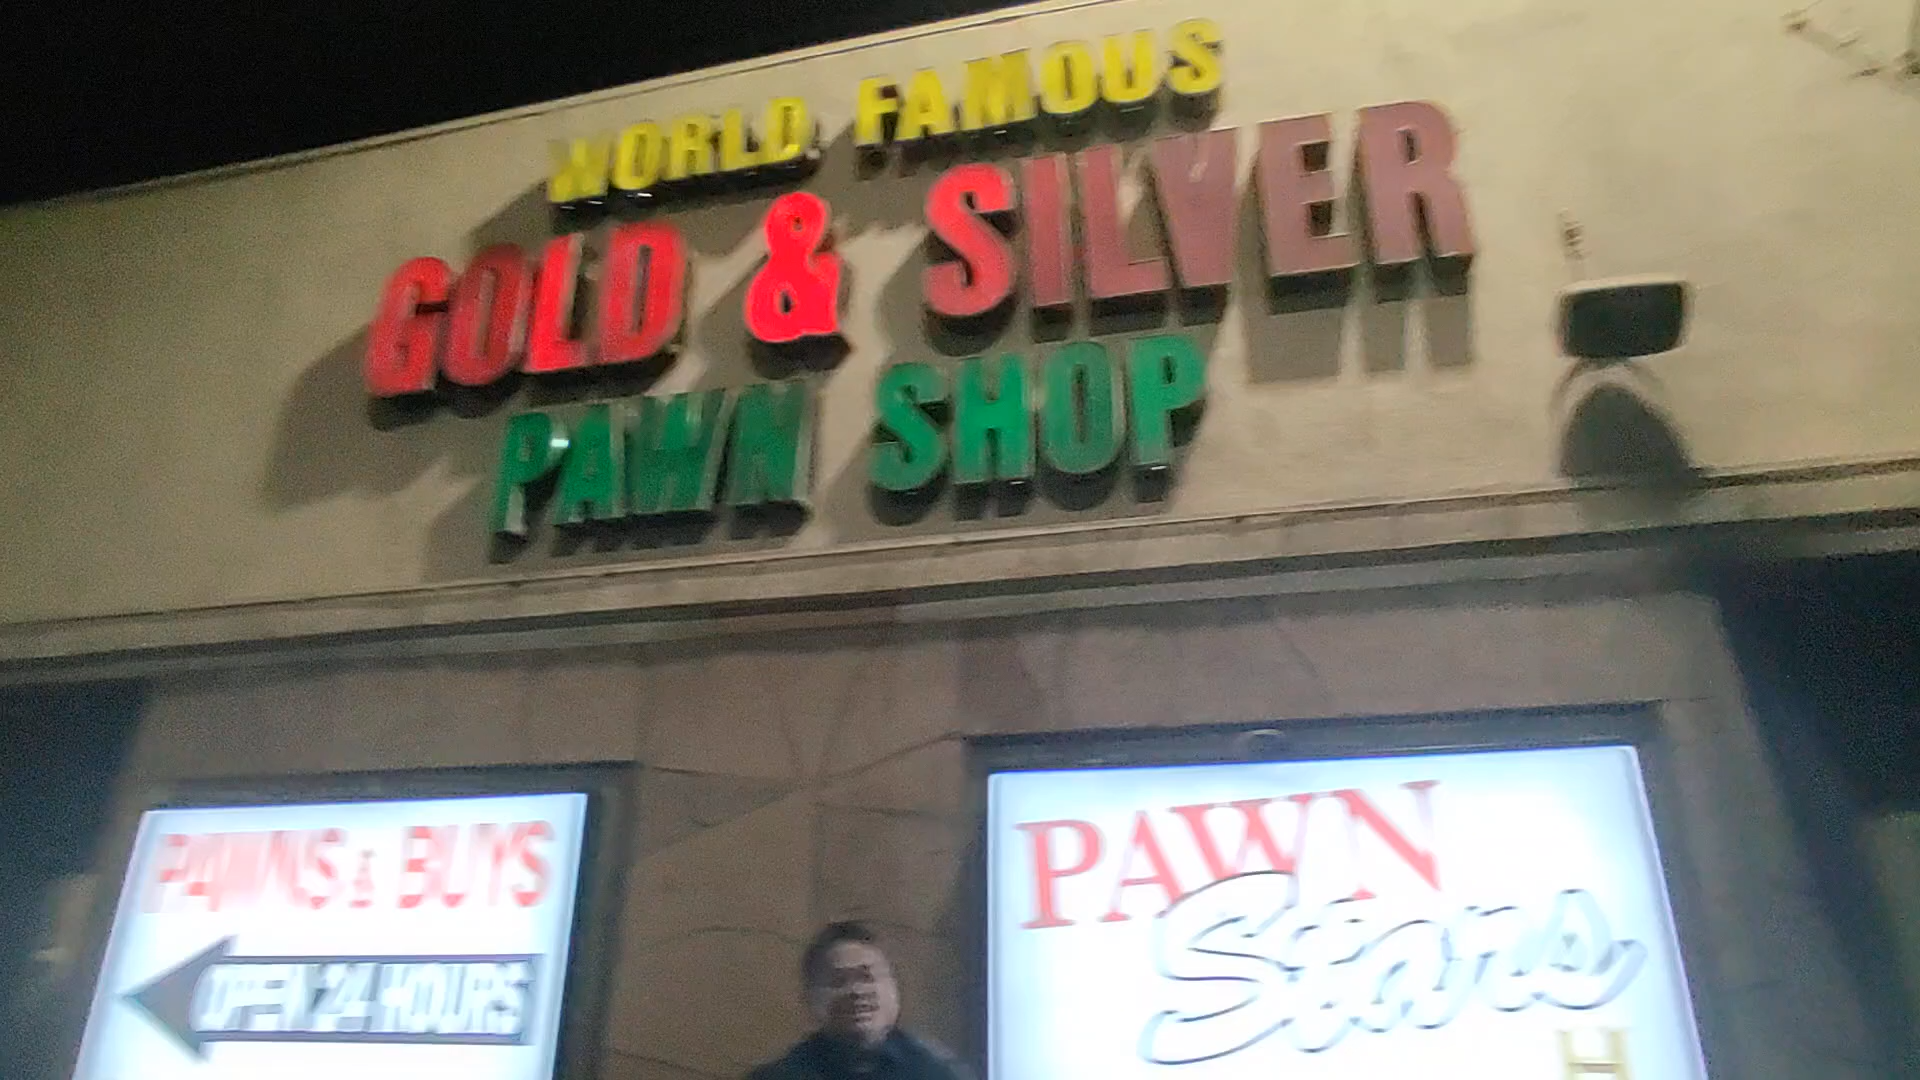 WORLD FAMOUS
GOLD & SILVER
PAWN SHOP
PAWNS & BUYS
OPEN 24 HOURS
PAWN
Stars
H